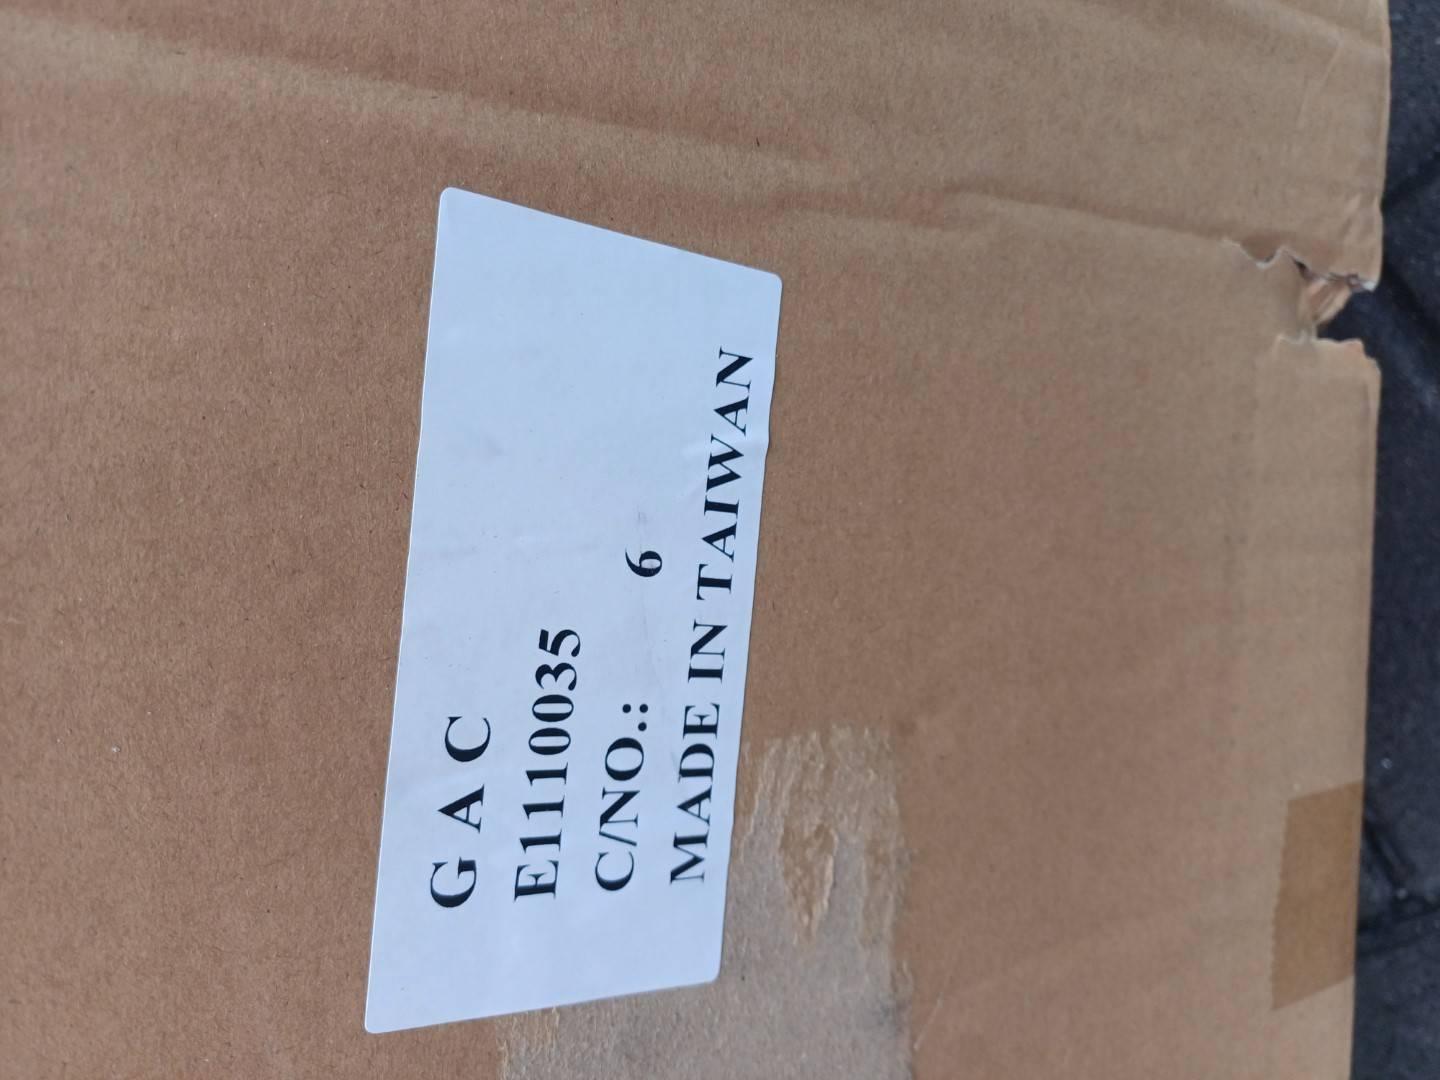 G A C
E1110035
C/NO.: 6
MADE IN TAIWAN